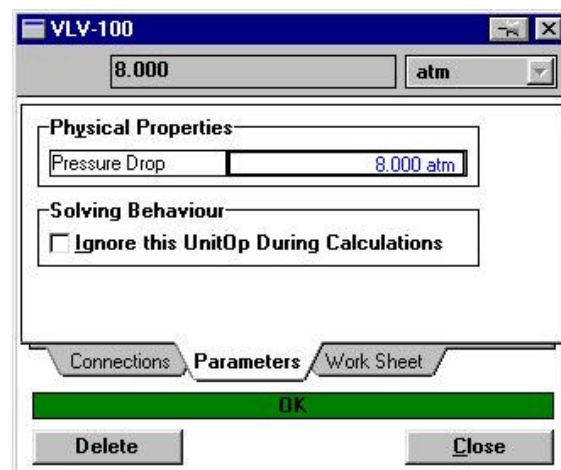 VLV-100
8.000 atm
Physical Properties
Pressure Drop 8.000 atm
Solving Behaviour
Ignore this UnitOp During Calculations
Connections Parameters Work Sheet
OK
Delete Close